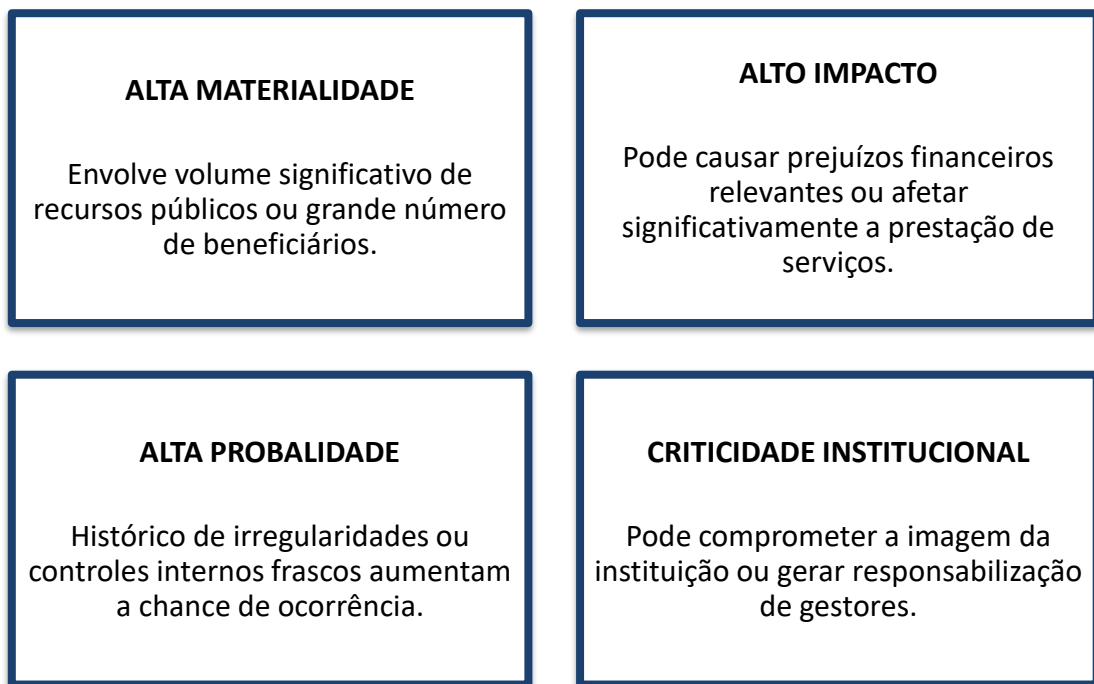 ALTA MATERIALIDADE
Envolve volume significativo de
recursos públicos ou grande número
de beneficiários.
ALTO IMPACTO
Pode causar prejuízos financeiros
relevantes ou afetar
significativamente a prestação de
serviços.
ALTA PROBALIDADE
Histórico de irregularidades ou
controles internos frascos aumentam
a chance de ocorrência.
CRITICIDADE INSTITUCIONAL
Pode comprometer a imagem da
instituição ou gerar responsabilização
de gestores.